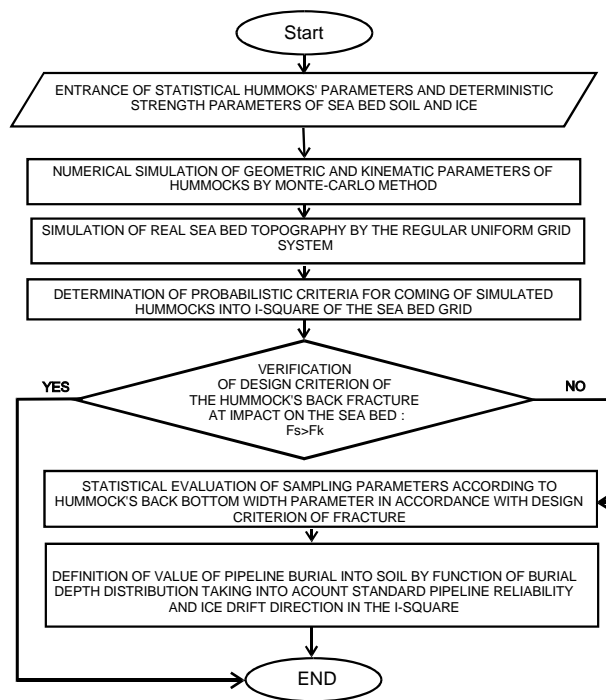 Start
ENTRANCE OF STATISTICAL HUMMOKS' PARAMETERS AND DETERMINISTIC
STRENGTH PARAMETERS OF SEA BED SOIL AND ICE
NUMERICAL SIMULATION OF GEOMETRIC AND KINEMATIC PARAMETERS OF
HUMMOCKS BY MONTE-CARLO METHOD
SIMULATION OF REAL SEA BED TOPOGRAPHY BY THE REGULAR UNIFORM GRID
SYSTEM
DETERMINATION OF PROBABILISTIC CRITERIA FOR COMING OF SIMULATED
HUMMOCKS INTO I-SQUARE OF THE SEA BED GRID
YES
VERIFICATION
OF DESIGN CRITERION OF
THE HUMMOCK'S BACK FRACTURE
AT IMPACT ON THE SEA BED :
Fs>Fk
NO
STATISTICAL EVALUATION OF SAMPLING PARAMETERS ACCORDING TO
HUMMOCK'S BACK BOTTOM WIDTH PARAMETER IN ACCORDANCE WITH DESIGN
CRITERION OF FRACTURE
DEFINITION OF VALUE OF PIPELINE BURIAL INTO SOIL BY FUNCTION OF BURIAL
DEPTH DISTRIBUTION TAKING INTO ACOUNT STANDARD PIPELINE RELIABILITY
AND ICE DRIFT DIRECTION IN THE I-SQUARE
END